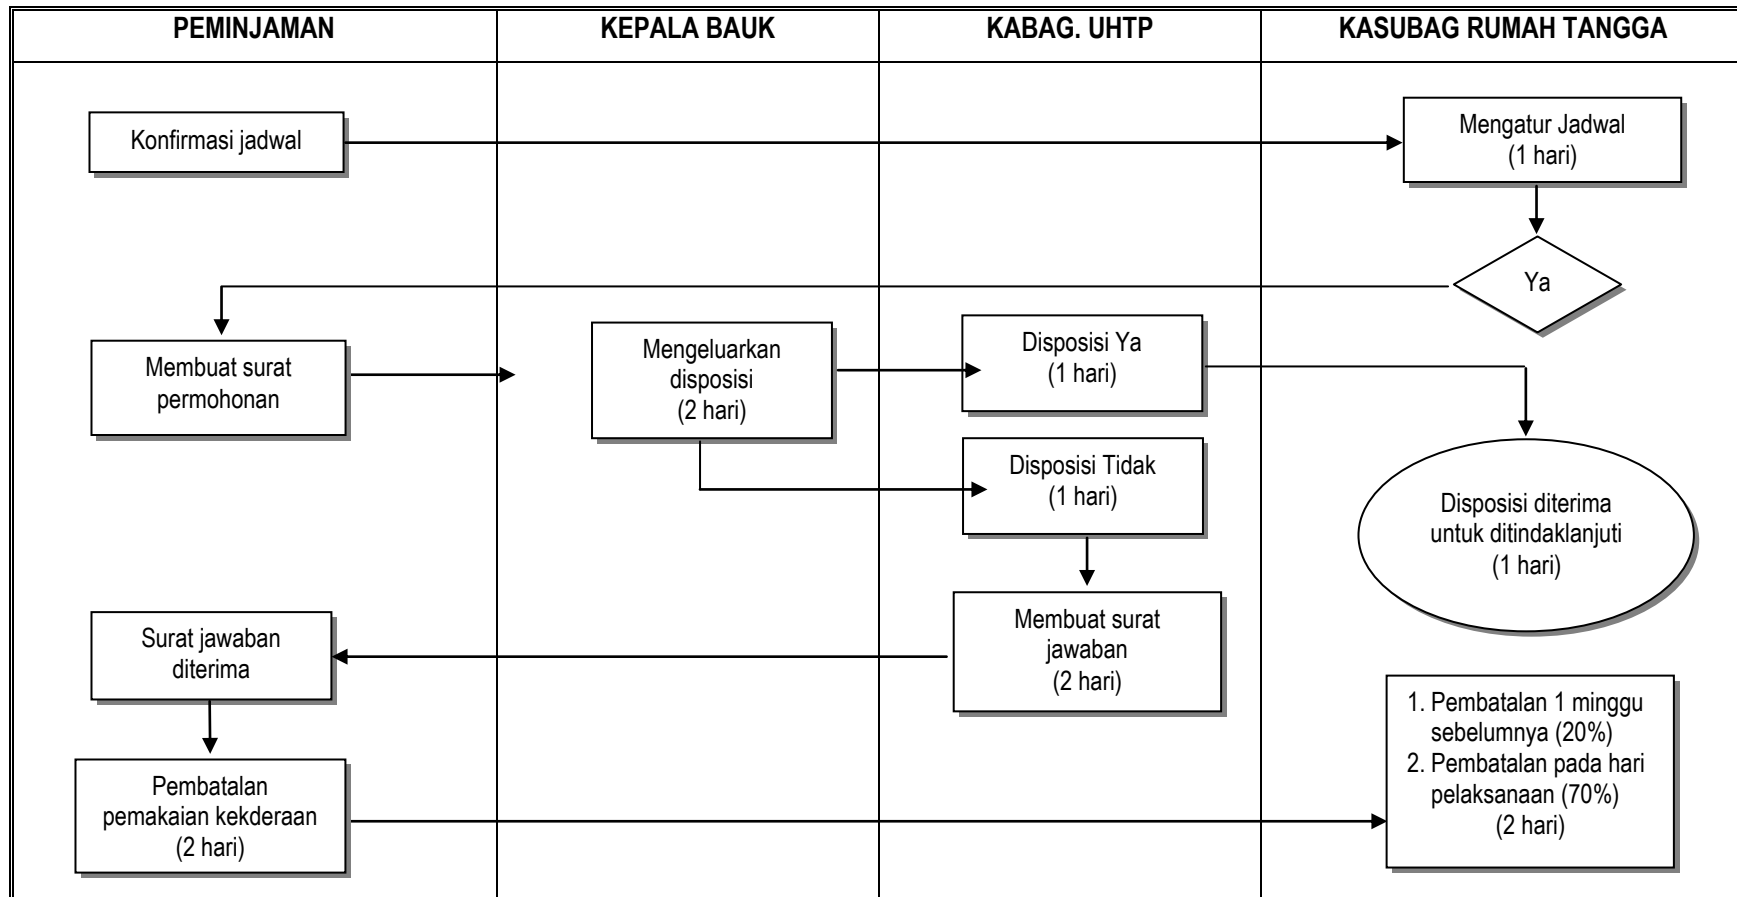 PEMINJAMAN
KEPALA BAUK
KABAG. UHTP
KASUBAG RUMAH TANGGA
Konfirmasi jadwal
Mengatur Jadwal
(1 hari)
Ya
Membuat surat
permohonan
Mengeluarkan
disposisi
(2 hari)
Disposisi Ya
(1 hari)
Disposisi Tidak
(1 hari)
Disposisi diterima
untuk ditindaklanjuti
(1 hari)
Surat jawaban
diterima
Membuat surat
jawaban
(2 hari)
Pembatalan
pemakaian kekderaan
(2 hari)
1. Pembatalan 1 minggu
sebelumnya (20%)
2. Pembatalan pada hari
pelaksanaan (70%)
(2 hari)